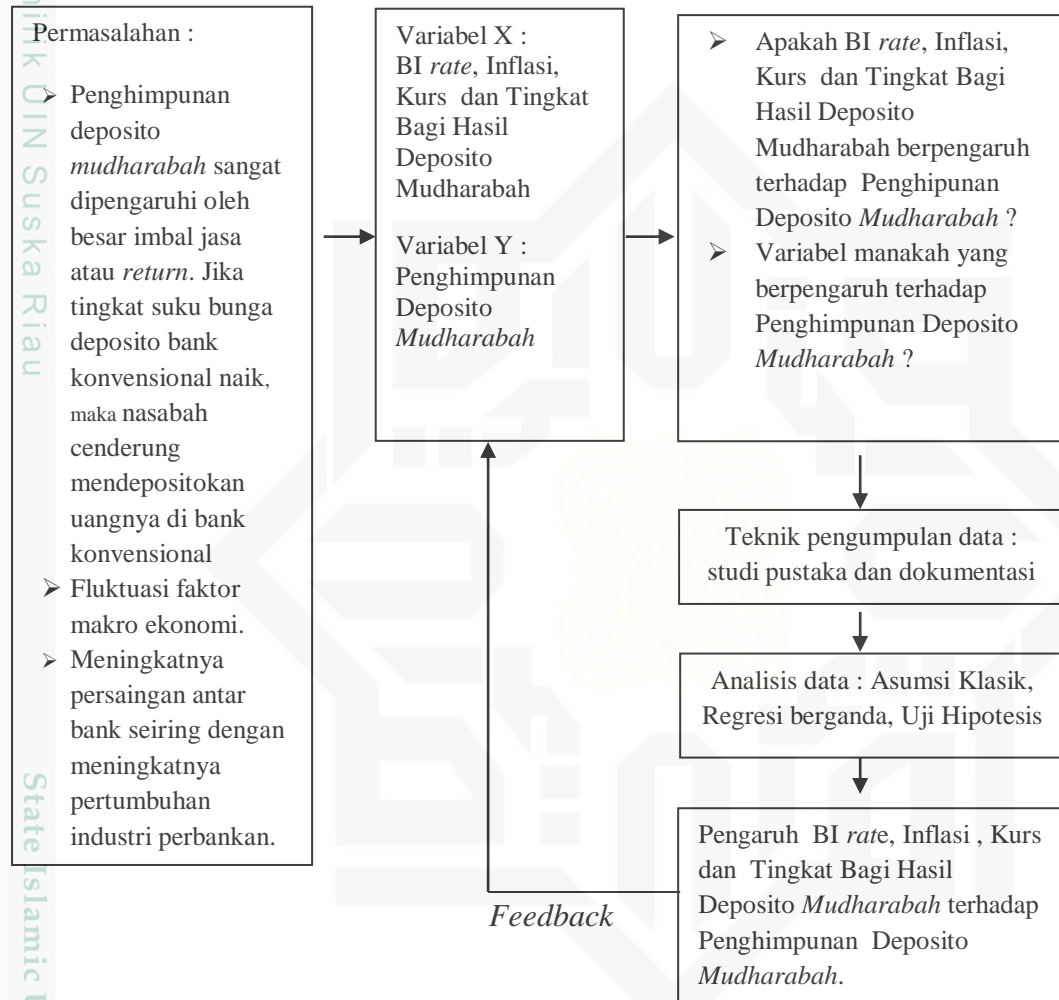 Permasalahan :
➢ Penghimpunan
deposito
mudharabah sangat
dipengaruhi oleh
besar imbal jasa
atau return. Jika
tingkat suku bunga
deposito bank
konvensional naik,
maka nasabah
cenderung
mendepositokan
uangnya di bank
konvensional
➢ Fluktuasi faktor
makro ekonomi.
➢ Meningkatnya
persaingan antar
bank seiring dengan
meningkatnya
pertumbuhan
industri perbankan.
Variabel X :
BI rate, Inflasi,
Kurs dan Tingkat
Bagi Hasil
Deposito
Mudharabah
Variabel Y :
Penghimpunan
Deposito
Mudharabah
➢ Apakah BI rate, Inflasi,
Kurs dan Tingkat Bagi
Hasil Deposito
Mudharabah berpengaruh
terhadap Penghipunan
Deposito Mudharabah ?
➢ Variabel manakah yang
berpengaruh terhadap
Penghimpunan Deposito
Mudharabah ?
Teknik pengumpulan data :
studi pustaka dan dokumentasi
Analisis data : Asumsi Klasik,
Regresi berganda, Uji Hipotesis
Pengaruh BI rate, Inflasi , Kurs
dan Tingkat Bagi Hasil
Deposito Mudharabah terhadap
Penghimpunan Deposito
Mudharabah.
Feedback
UIN Suska Riau
State Islamic